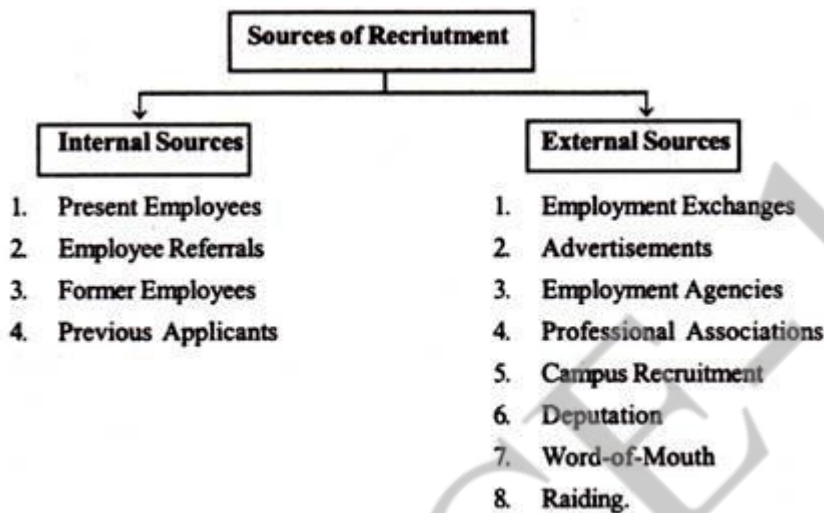 Sources of Recriutment
Internal Sources
1. Present Employees
2. Employee Referrals
3. Former Employees
4. Previous Applicants
External Sources
1. Employment Exchanges
2. Advertisements
3. Employment Agencies
4. Professional Associations
5. Campus Recruitment
6. Deputation
7. Word-of-Mouth
8. Raiding.